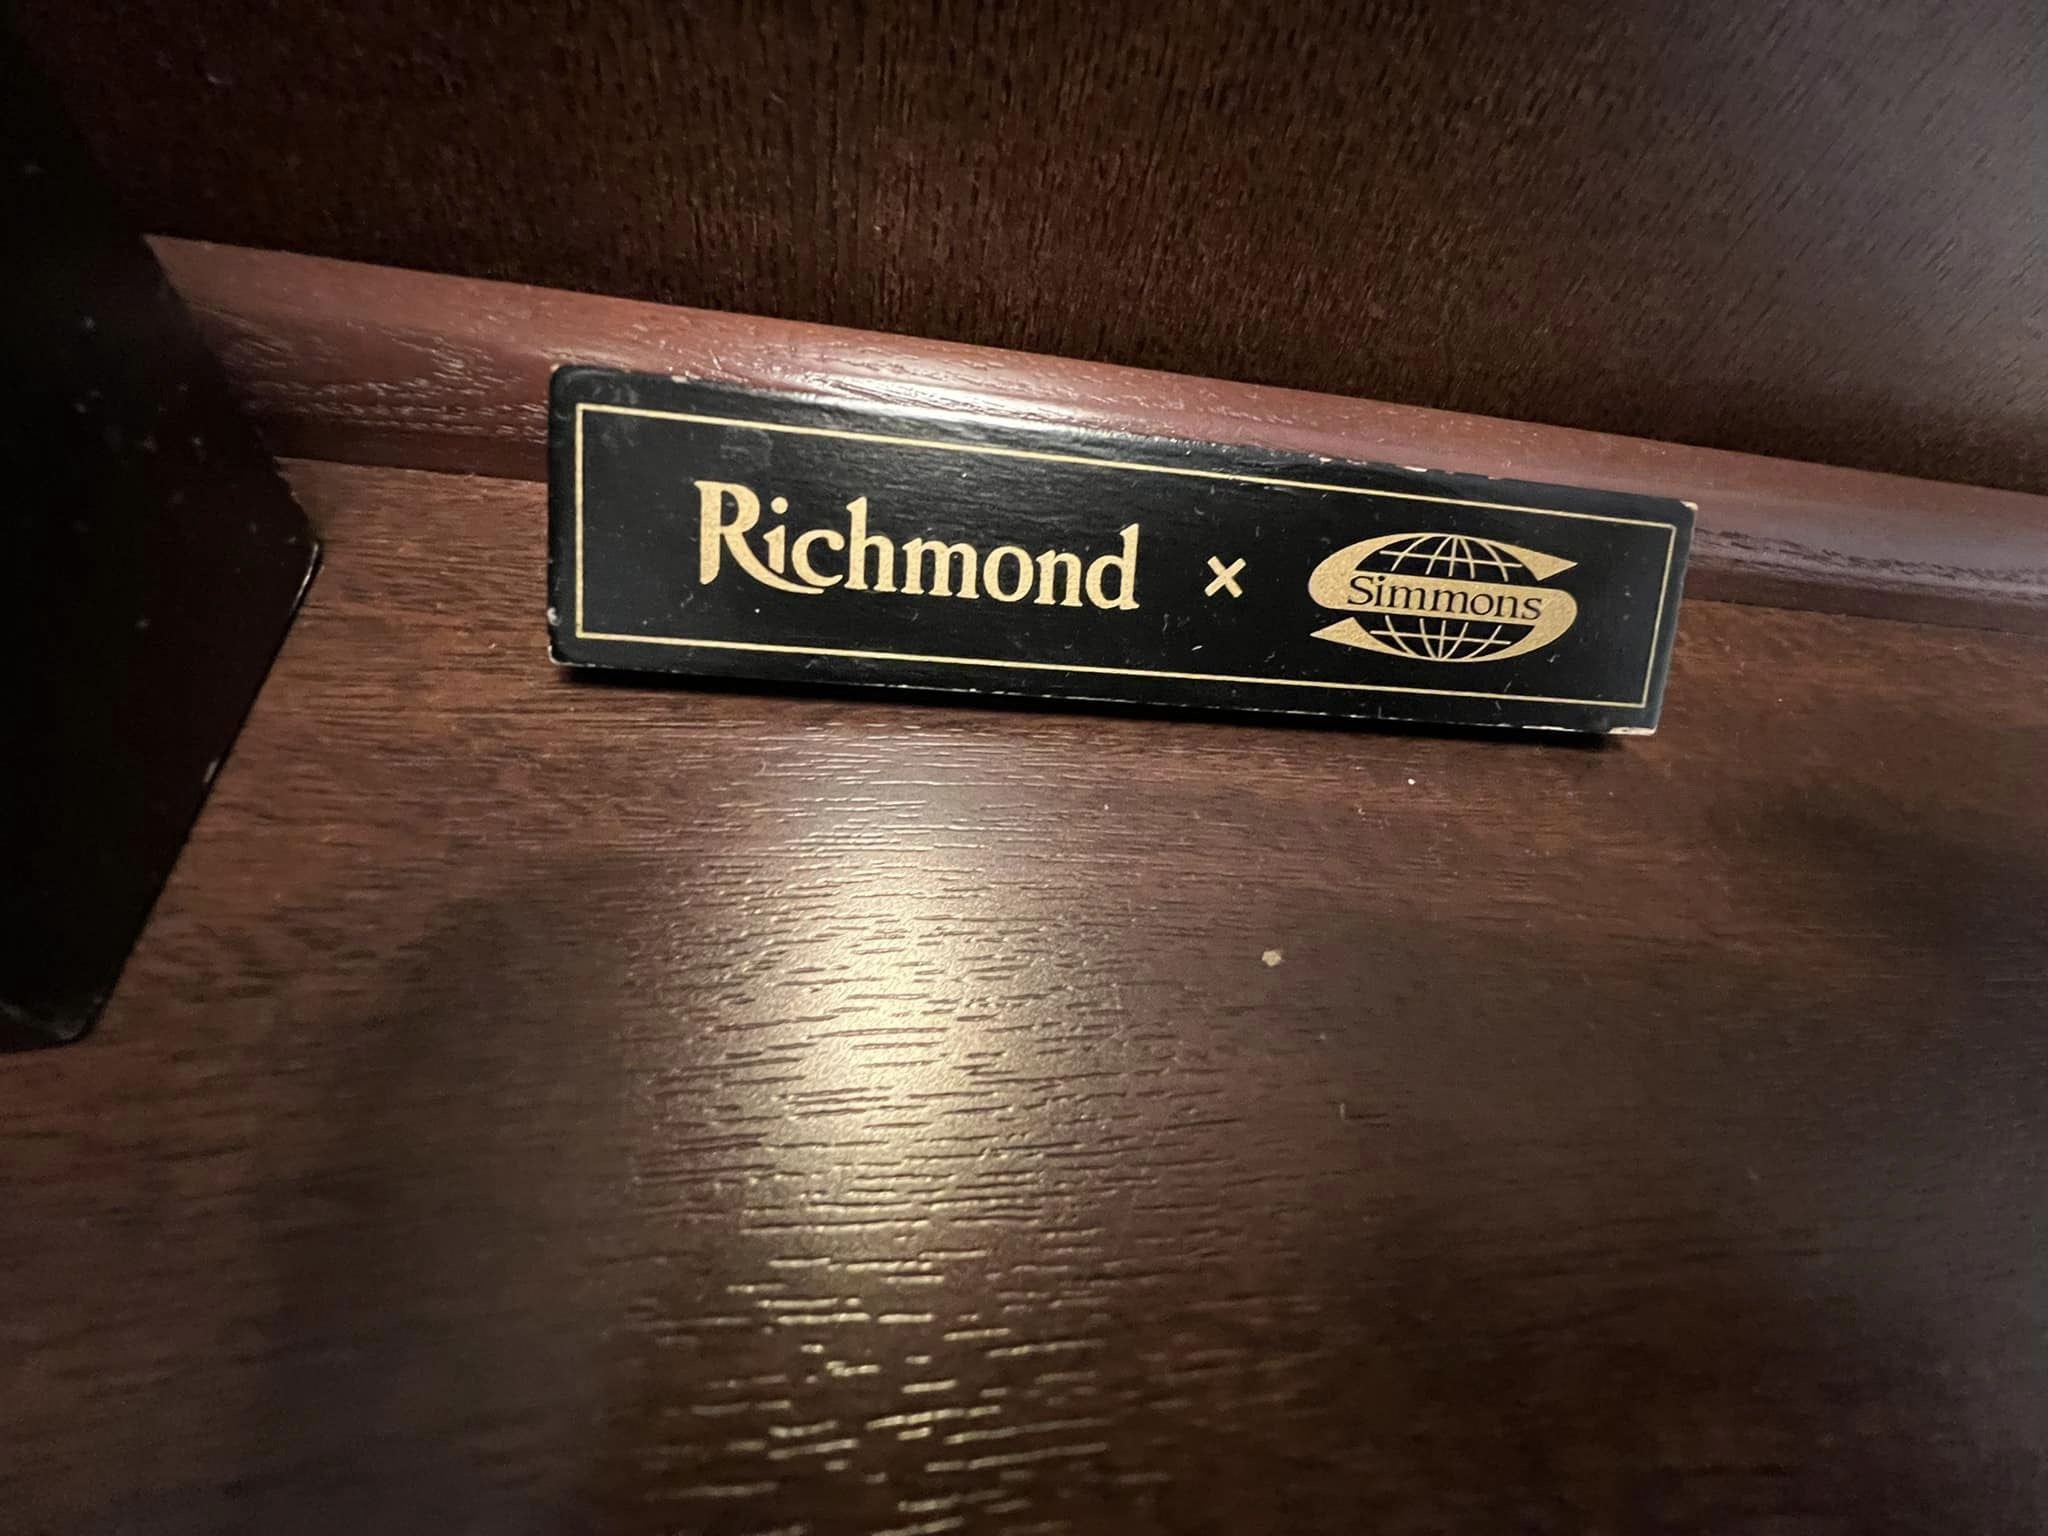 Richmond × Simmons